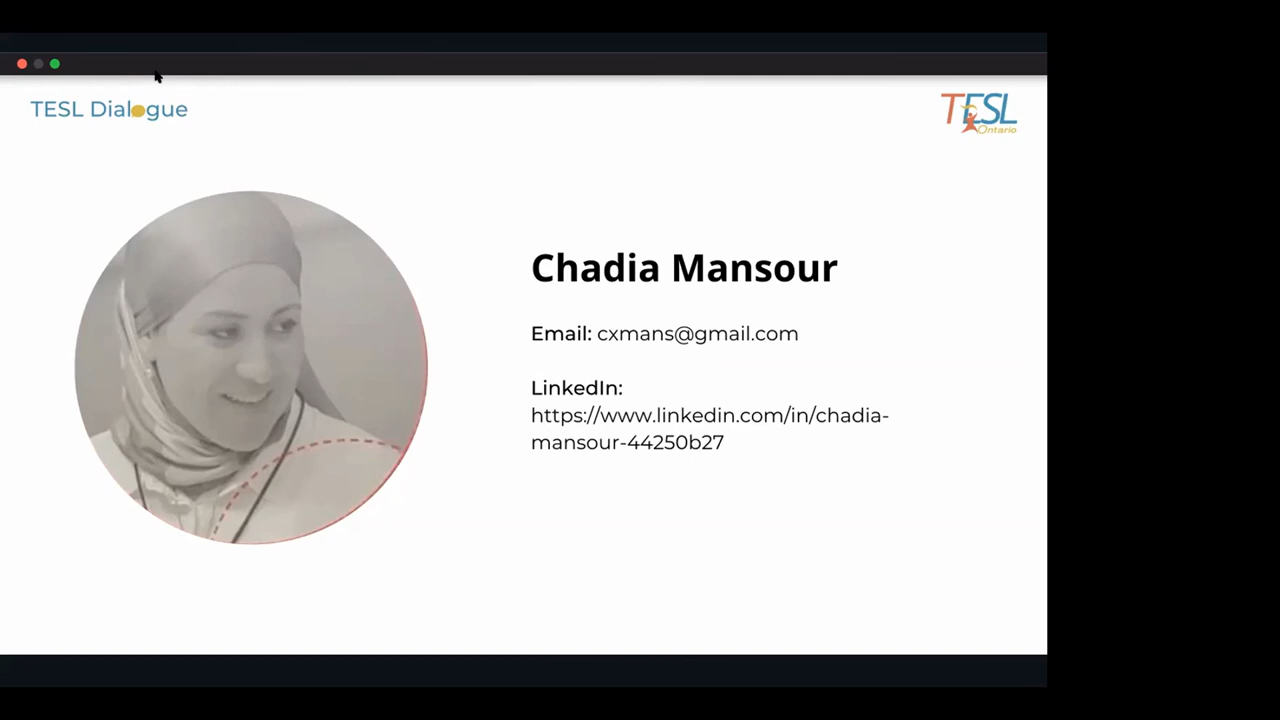 TESL Dialogue
TESL
Ontario
Chadia Mansour
Email: cxmans@gmail.com
LinkedIn:
https://www.linkedin.com/in/chadia-
mansour-44250b27